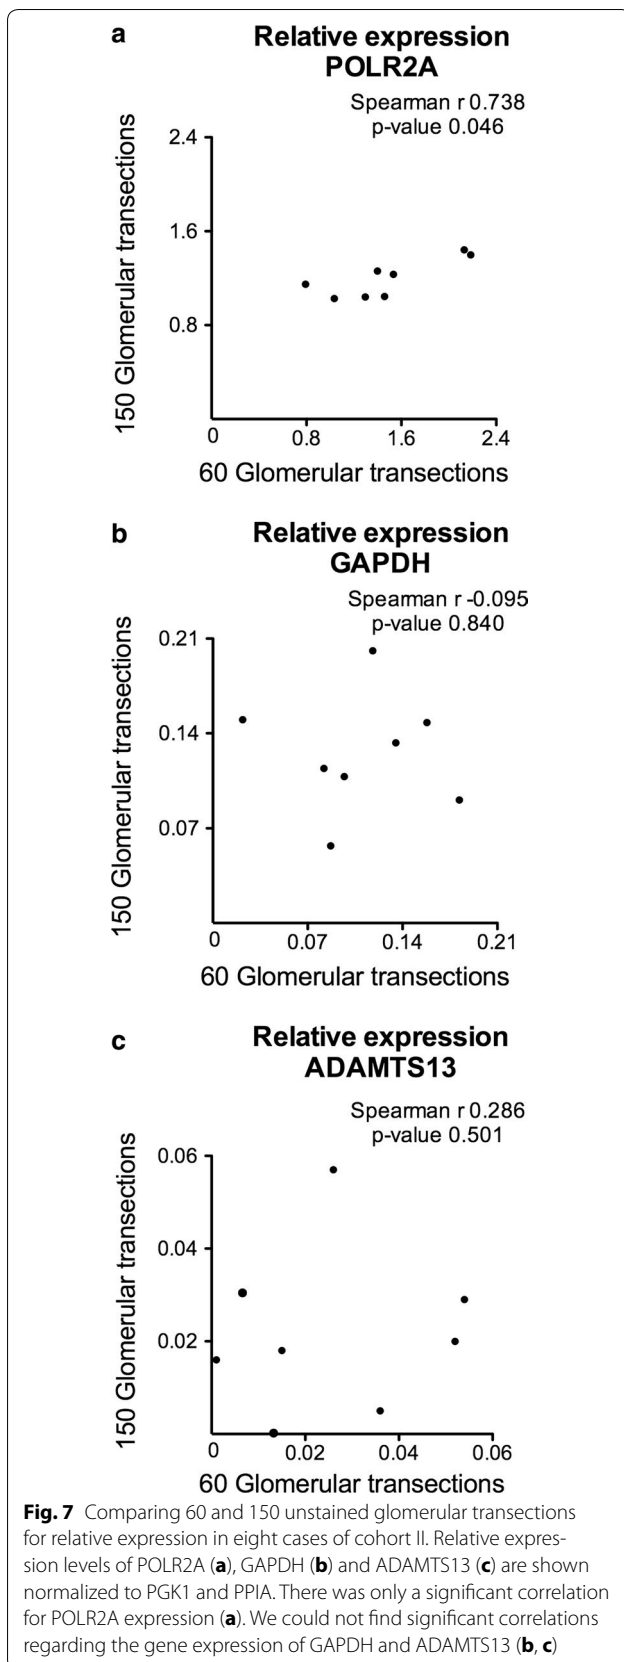 a
Relative expression
POLR2A
Spearman r 0.738
p-value 0.046
150 Glomerular transections
2.4
1.6
0.8
0
0.8
1.6
2.4
60 Glomerular transections
b
Relative expression
GAPDH
Spearman r -0.095
p-value 0.840
150 Glomerular transections
0.21
0.14
0.07
0
0.07
0.14
0.21
60 Glomerular transections
c
Relative expression
ADAMTS13
Spearman r 0.286
p-value 0.501
150 Glomerular transections
0.06
0.04
0.02
0
0.02
0.04
0.06
60 Glomerular transections
Fig. 7 Comparing 60 and 150 unstained glomerular transections
for relative expression in eight cases of cohort II. Relative expres-
sion levels of POLR2A (a), GAPDH (b) and ADAMTS13 (c) are shown
normalized to PGK1 and PPIA. There was only a significant correlation
for POLR2A expression (a). We could not find significant correlations
regarding the gene expression of GAPDH and ADAMTS13 (b, c)